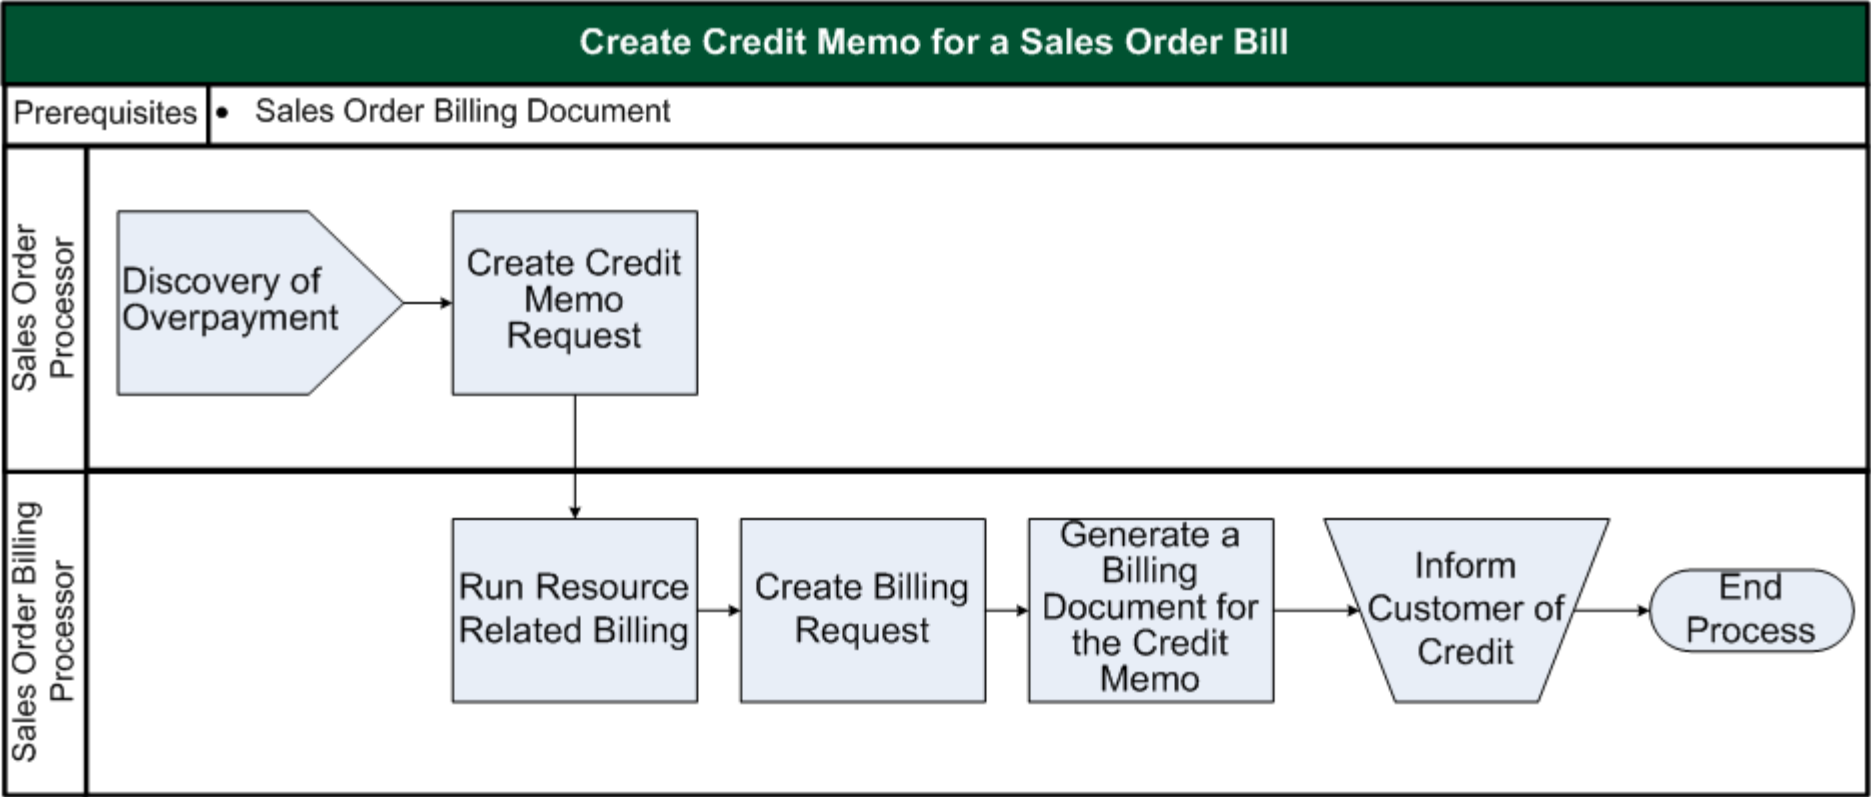 Create Credit Memo for a Sales Order Bill
Prerequisites
• Sales Order Billing Document
Sales Order
Processor
Discovery of
Overpayment
Create Credit
Memo
Request
Sales Order Billing
Processor
Run Resource
Related Billing
Create Billing
Request
Generate a
Billing
Document for
the Credit
Memo
Inform
Customer of
Credit
End
Process